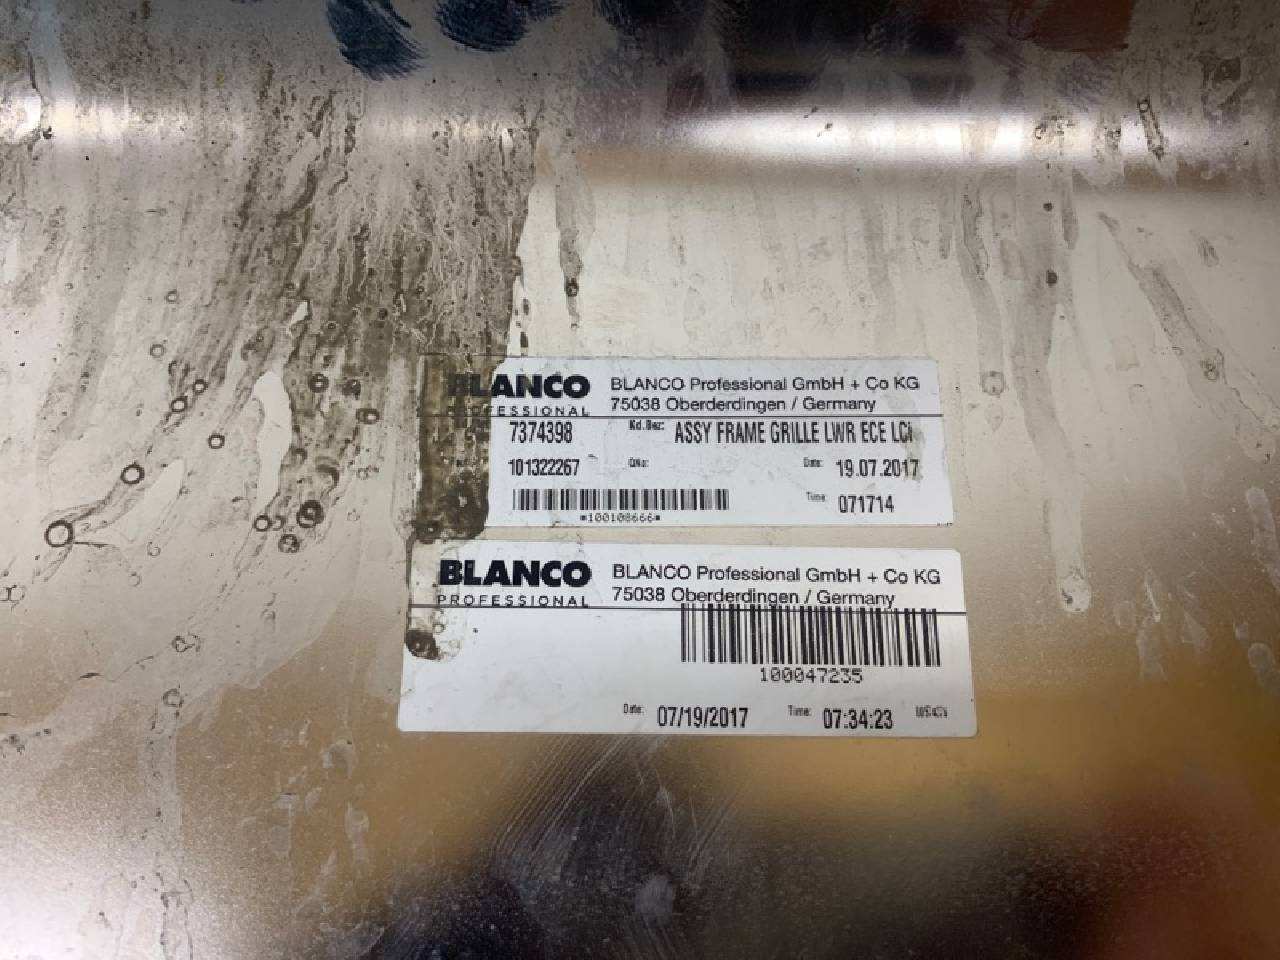 BLANCO
PROFESSIONAL
BLANCO Professional GmbH + Co KG
75038 Oberderdingen / Germany
7374398 Kd.Bez: ASSY FRAME GRILLE LWR ECE LCi
101322267 Date: 19.07.2017
*100108666* Time: 071714
BLANCO
PROFESSIONAL
BLANCO Professional GmbH + Co KG
75038 Oberderdingen / Germany
100047235
Date: 07/19/2017 Time: 07:34:23